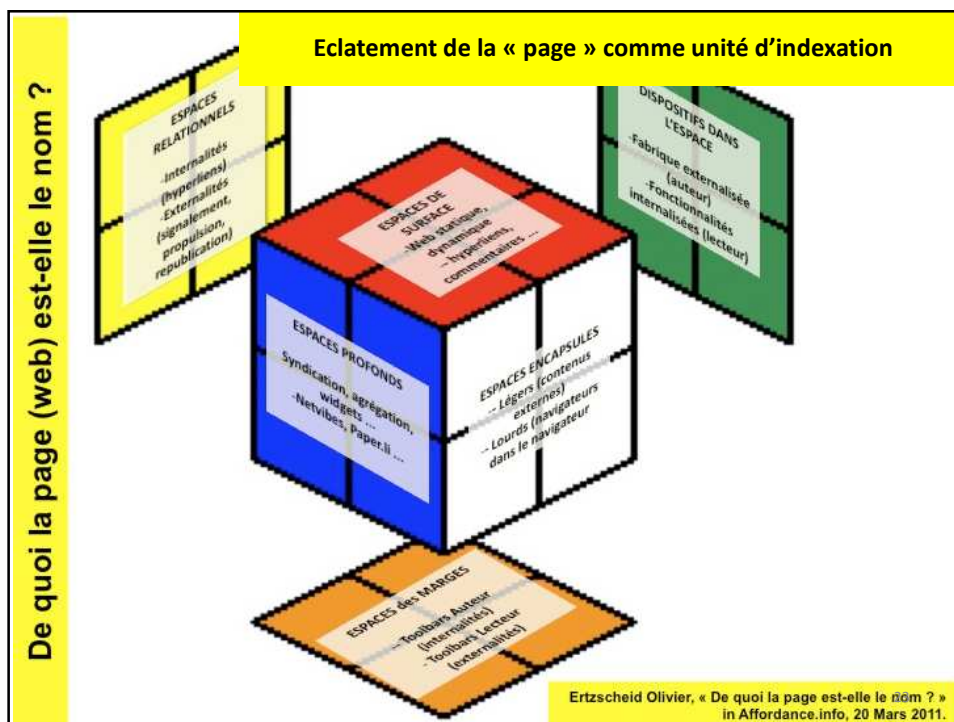 Eclatement de la « page » comme unité d'indexation
De quoi la page (web) est-elle le nom ?
ESPACES
RELATIONNELS
-Internalités
(hyperliens)
-Externalités
(signalement,
propulsion,
republication)
DISPOSITIFS DANS
L'ESPACE
-Fabrique externalisée
(auteur)
-Fonctionnalités
internalisées (lecteur)
ESPACES DE
SURFACE
-Web statique,
dynamique
-- hyperliens,
commentaires ...
ESPACES PROFONDS
Syndication, agrégation,
widgets ...
-Netvibes, Paper.li ...
ESPACES ENCAPSULES
-- Légers (contenus
externes)
-- Lourds (navigateurs
dans le navigateur
ESPACES des MARGES
-- Toolbars Auteur
(internalités)
- Toolbars Lecteur
(externalités)
Ertzscheid Olivier, « De quoi la page est-elle le nom ? »
in Affordance.info, 20 Mars 2011.